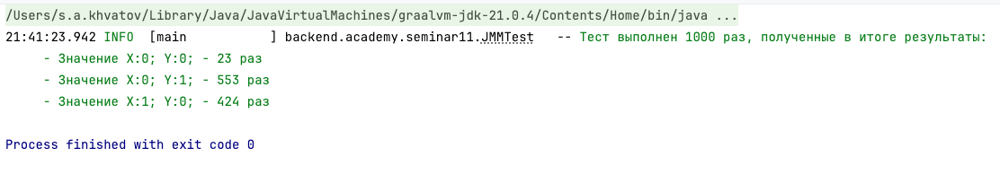 /Users/s.a.khvatov/Library/Java/JavaVirtualMachines/graalvm-jdk-21.0.4/Contents/Home/bin/java ...
21:41:23.942 INFO  [main           ] backend.academy.seminar11.JMMTest   -- Тест выполнен 1000 раз, полученные в итоге результаты:
- Значение X:0; Y:0; - 23 раз
- Значение X:0; Y:1; - 553 раз
- Значение X:1; Y:0; - 424 раз
Process finished with exit code 0